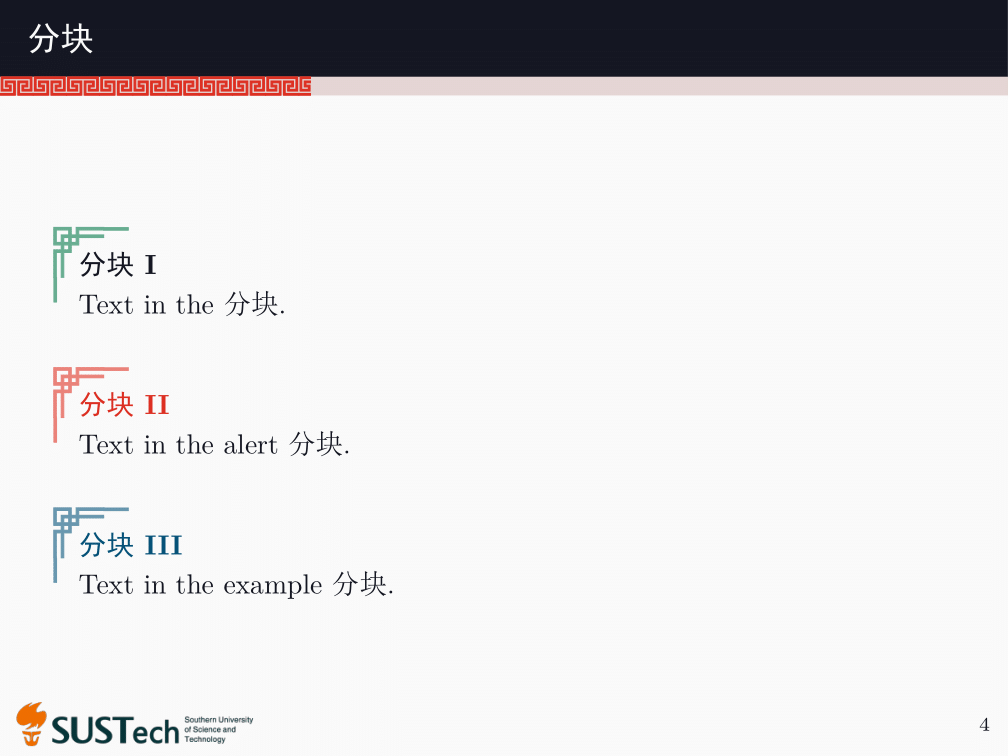 分块
分块 I
Text in the 分块.
分块 II
Text in the alert 分块.
分块 III
Text in the example 分块.
SUSTech
Southern University
of Science and
Technology
4